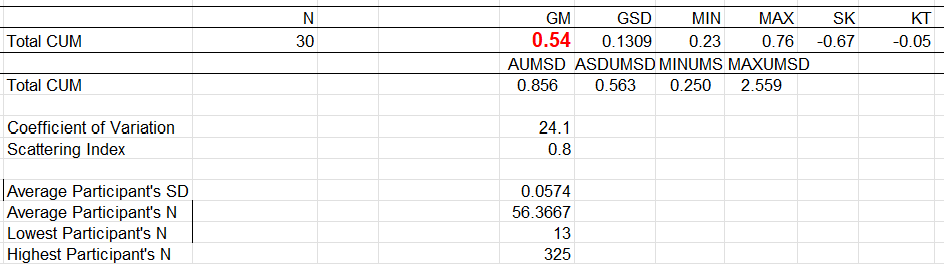 N GM GSD MIN MAX SK KT
Total CUM 30 0.54 0.1309 0.23 0.76 -0.67 -0.05
AUMSD ASDUMSD MINUMS MAXUMSD
Total CUM 0.856 0.563 0.250 2.559
Coefficient of Variation 24.1
Scattering Index 0.8
Average Participant's SD 0.0574
Average Participant's N 56.3667
Lowest Participant's N 13
Highest Participant's N 325